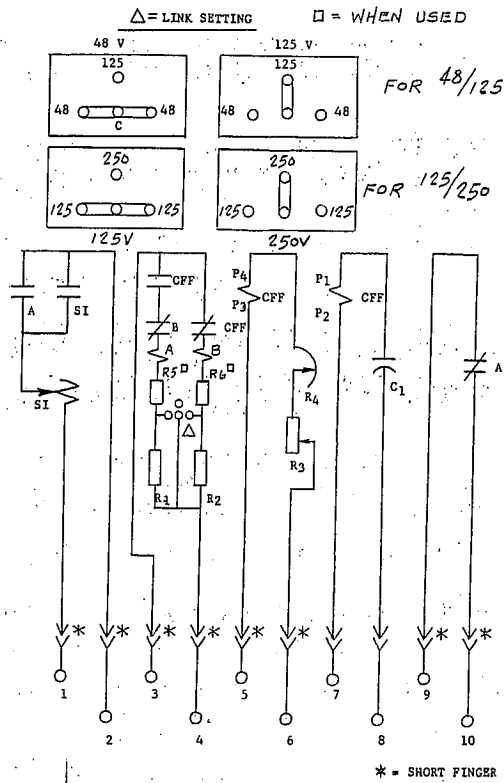 △ = LINK SETTING □ = WHEN USED
48 V 125 V
125 125
48 48 48 48 FOR 48/125
C
250 250
125 125 125 125 FOR 125/250
125V 250V
CFF P4 P1
P3 CFF P2 CFF
A SI B CFF A
A B
R5 □ R6 □ R4 C1
SI
△ R3
R1 R2
* * * * * * * *
1 3 5 7 9
2 4 6 8 10
* = SHORT FINGER